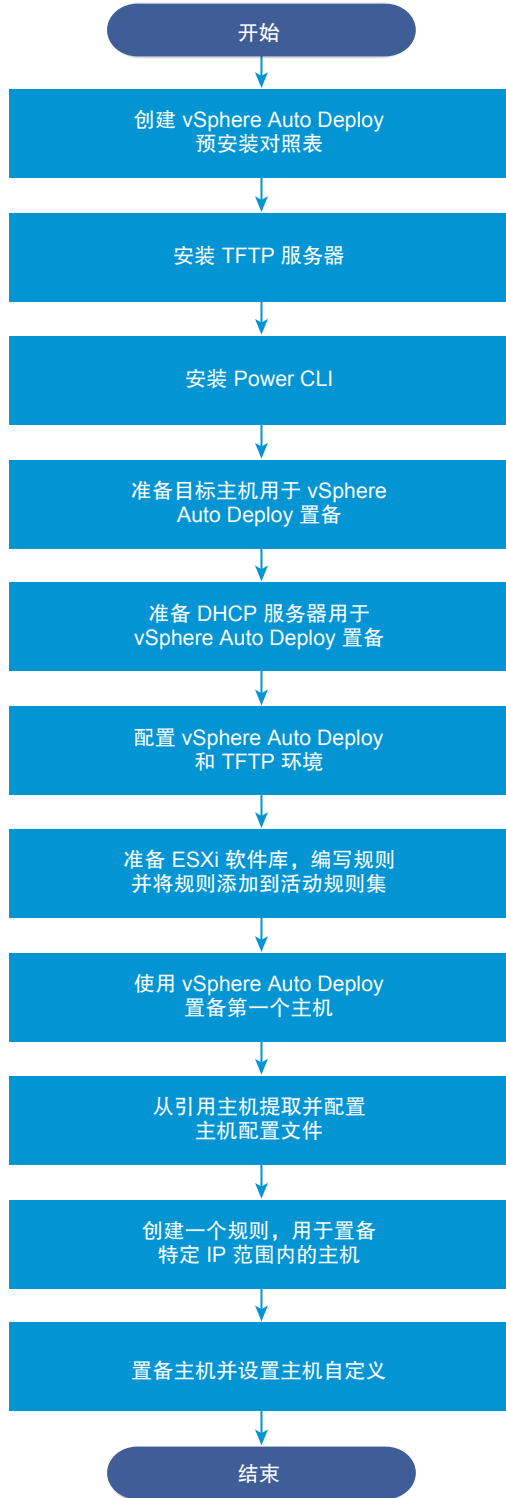 开始
创建 vSphere Auto Deploy
预安装对照表
安装 TFTP 服务器
安装 Power CLI
准备目标主机用于 vSphere
Auto Deploy 置备
准备 DHCP 服务器用于
vSphere Auto Deploy 置备
配置 vSphere Auto Deploy
和 TFTP 环境
准备 ESXi 软件库，编写规则
并将规则添加到活动规则集
使用 vSphere Auto Deploy
置备第一个主机
从引用主机提取并配置
主机配置文件
创建一个规则，用于置备
特定 IP 范围内的主机
置备主机并设置主机自定义
结束